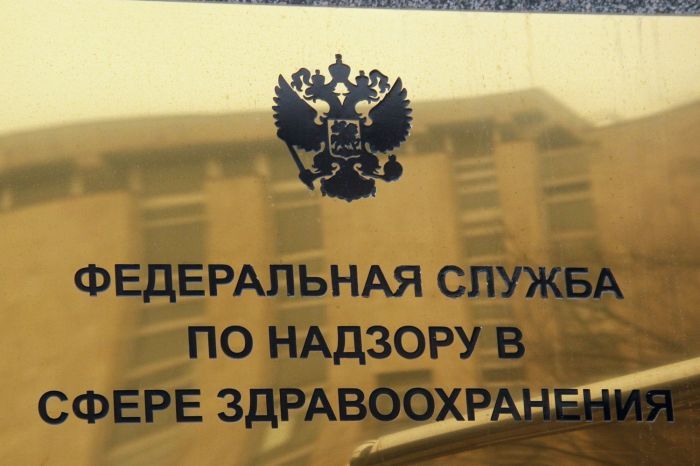 ФЕДЕРАЛЬНАЯ СЛУЖБА
ПО НАДЗОРУ В
СФЕРЕ ЗДРАВООХРАНЕНИЯ